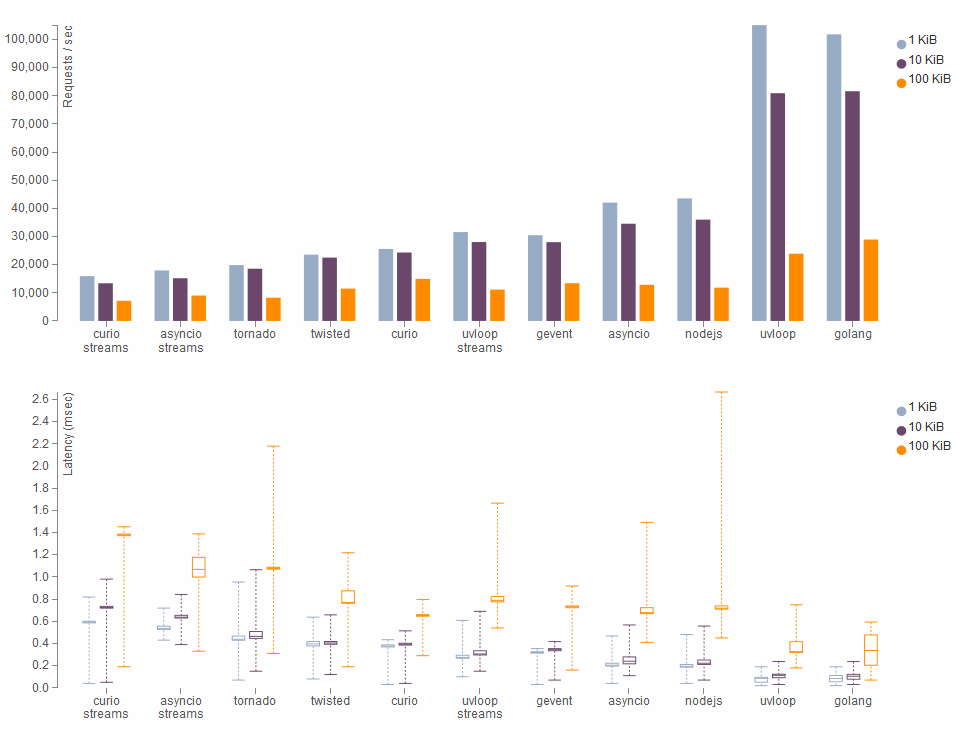 Requests / sec
100,000
90,000
80,000
70,000
60,000
50,000
40,000
30,000
20,000
10,000
0
1 KiB
10 KiB
100 KiB
curio streams
asyncio streams
tornado
twisted
curio
uvloop streams
gevent
asyncio
nodejs
uvloop
golang
Latency (msec)
2.6
2.4
2.2
2.0
1.8
1.6
1.4
1.2
1.0
0.8
0.6
0.4
0.2
0.0
1 KiB
10 KiB
100 KiB
curio streams
asyncio streams
tornado
twisted
curio
uvloop streams
gevent
asyncio
nodejs
uvloop
golang